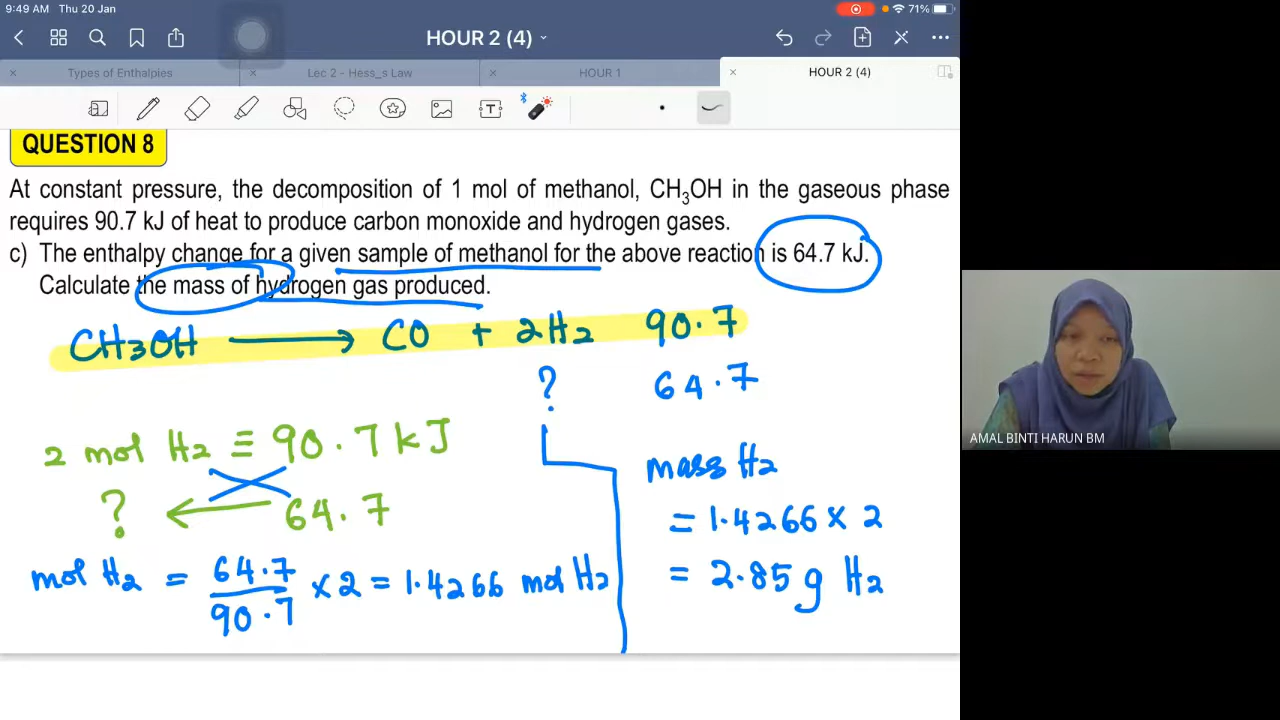 9:49 AM Thu 20 Jan
71%
HOUR 2 (4)
Types of Enthalpies
Lec 2 - Hess_s Law
HOUR 1
HOUR 2 (4)
QUESTION 8
At constant pressure, the decomposition of 1 mol of methanol, CH₃OH in the gaseous phase
requires 90.7 kJ of heat to produce carbon monoxide and hydrogen gases.
c) The enthalpy change for a given sample of methanol for the above reaction is 64.7 kJ.
Calculate the mass of hydrogen gas produced.
CH₃OH ⟶ CO + 2H₂ 90.7
? 64.7
2 mol H₂ ≡ 90.7 kJ
? ← 64.7
mol H₂ = 64.7/90.7 × 2 = 1.4266 mol H₂
mass H₂
= 1.4266 × 2
= 2.85 g H₂
AMAL BINTI HARUN BM